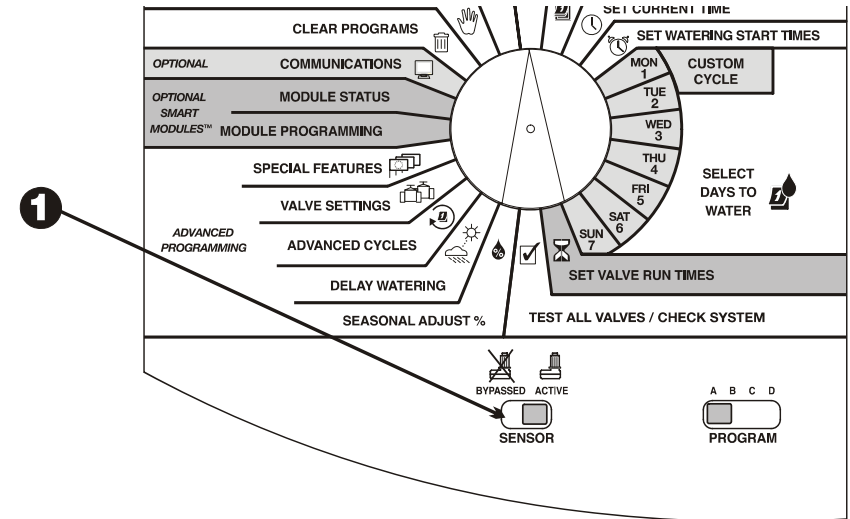 SET CURRENT TIME
CLEAR PROGRAMS
SET WATERING START TIMES
OPTIONAL
COMMUNICATIONS
MON
1
CUSTOM
CYCLE
OPTIONAL
SMART
MODULES™
MODULE STATUS
TUE
2
MODULE PROGRAMMING
WED
3
SPECIAL FEATURES
THU
4
SELECT
DAYS TO
WATER
1
VALVE SETTINGS
FRI
5
ADVANCED
PROGRAMMING
ADVANCED CYCLES
SAT
6
SUN
7
DELAY WATERING
SET VALVE RUN TIMES
SEASONAL ADJUST %
TEST ALL VALVES / CHECK SYSTEM
BYPASSED ACTIVE
SENSOR
A B C D
PROGRAM